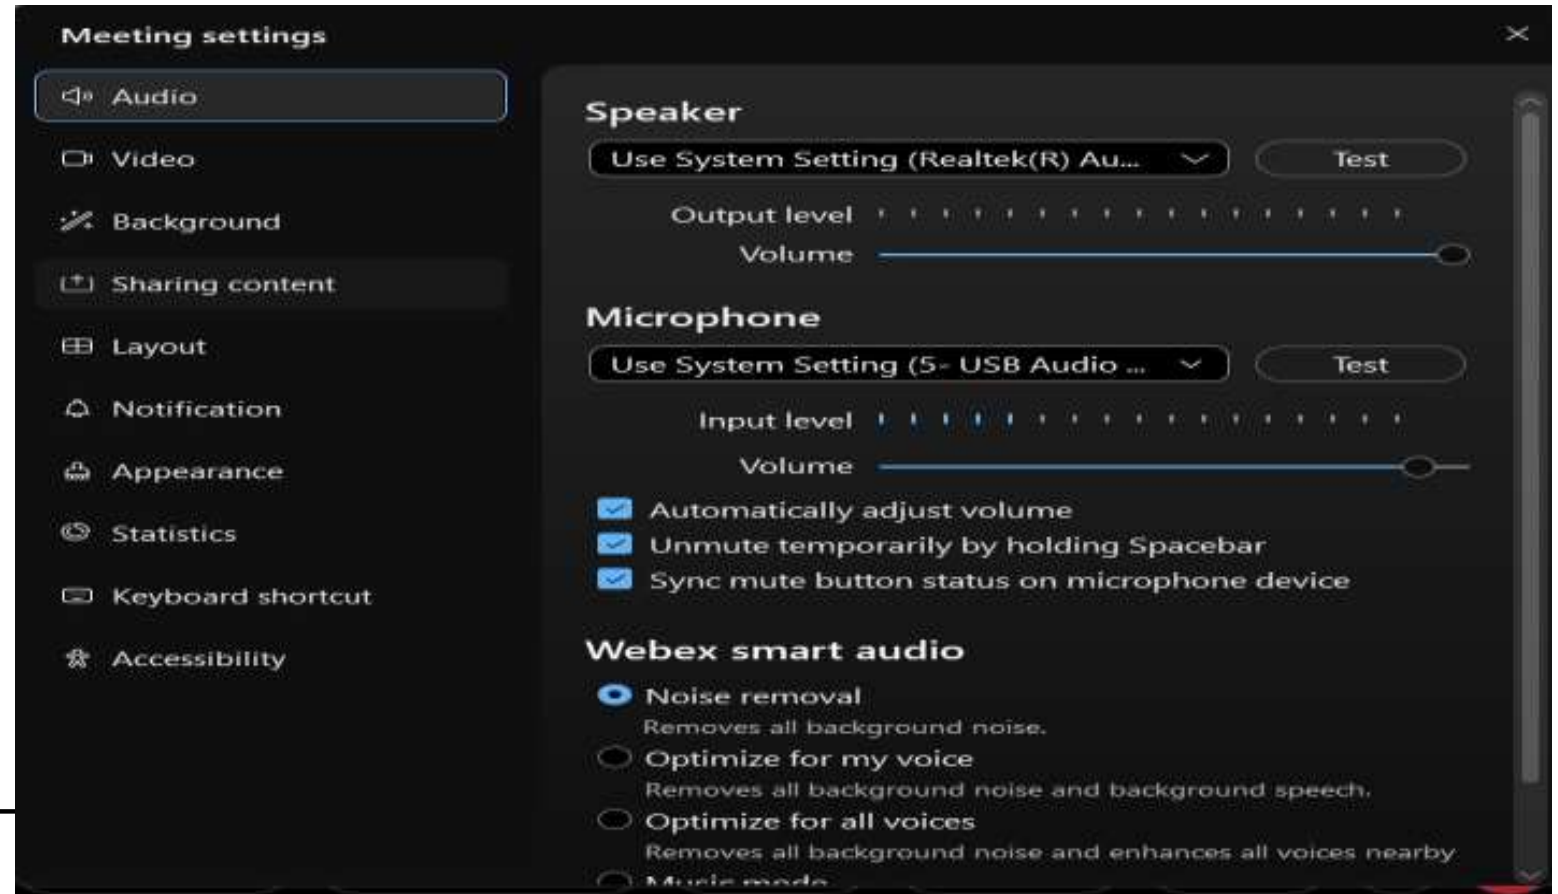 Meeting settings
Audio
Video
Background
Sharing content
Layout
Notification
Appearance
Statistics
Keyboard shortcut
Accessibility
Speaker
Use System Setting (Realtek(R) Au... Test
Output level
Volume
Microphone
Use System Setting (5- USB Audio ... Test
Input level
Volume
Automatically adjust volume
Unmute temporarily by holding Spacebar
Sync mute button status on microphone device
Webex smart audio
Noise removal
Removes all background noise.
Optimize for my voice
Removes all background noise and background speech.
Optimize for all voices
Removes all background noise and enhances all voices nearby
Music mode